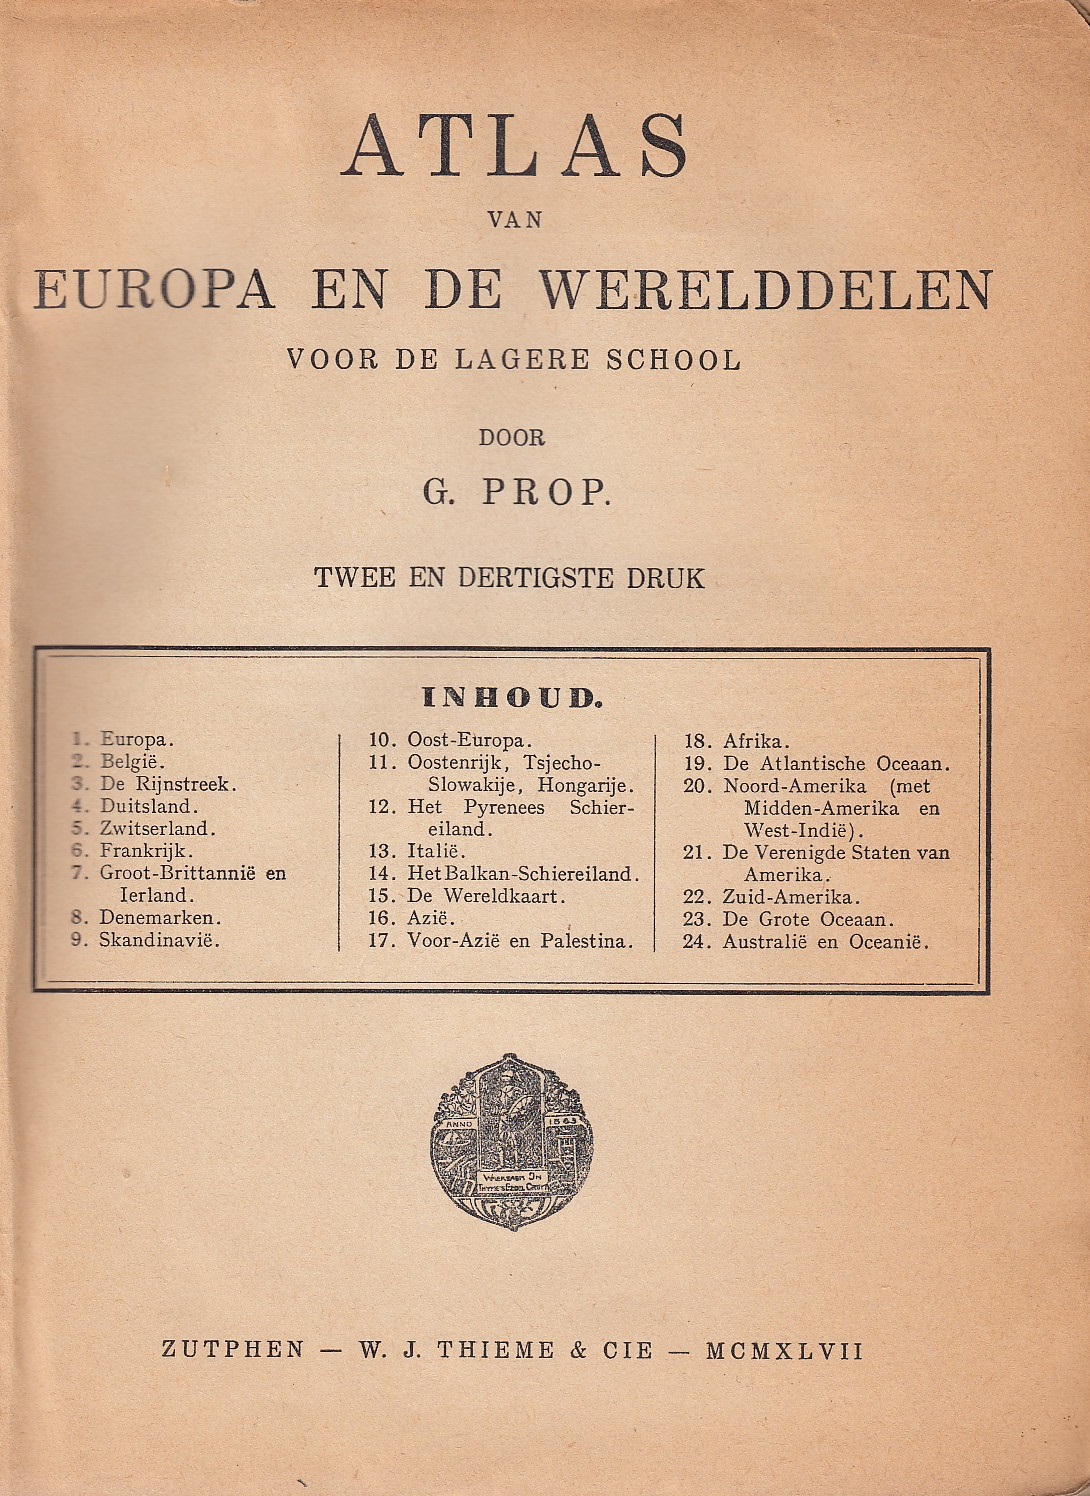 ATLAS
VAN
EUROPA EN DE WERELDDELEN
VOOR DE LAGERE SCHOOL
DOOR
G. PROP.
TWEE EN DERTIGSTE DRUK
INHOUD.
1. Europa.
2. België.
3. De Rijnstreek.
4. Duitsland.
5. Zwitserland.
6. Frankrijk.
7. Groot-Brittannië en
Ierland.
8. Denemarken.
9. Skandinavië.
10. Oost-Europa.
11. Oostenrijk, Tsjecho-
Slowakije, Hongarije.
12. Het Pyrenees Schier-
eiland.
13. Italië.
14. Het Balkan-Schiereiland.
15. De Wereldkaart.
16. Azië.
17. Voor-Azië en Palestina.
18. Afrika.
19. De Atlantische Oceaan.
20. Noord-Amerika (met
Midden-Amerika en
West-Indië).
21. De Verenigde Staten van
Amerika.
22. Zuid-Amerika.
23. De Grote Oceaan.
24. Australië en Oceanië.
ANNO 1863
ZUTPHEN — W. J. THIEME & CIE — MCMXLVII